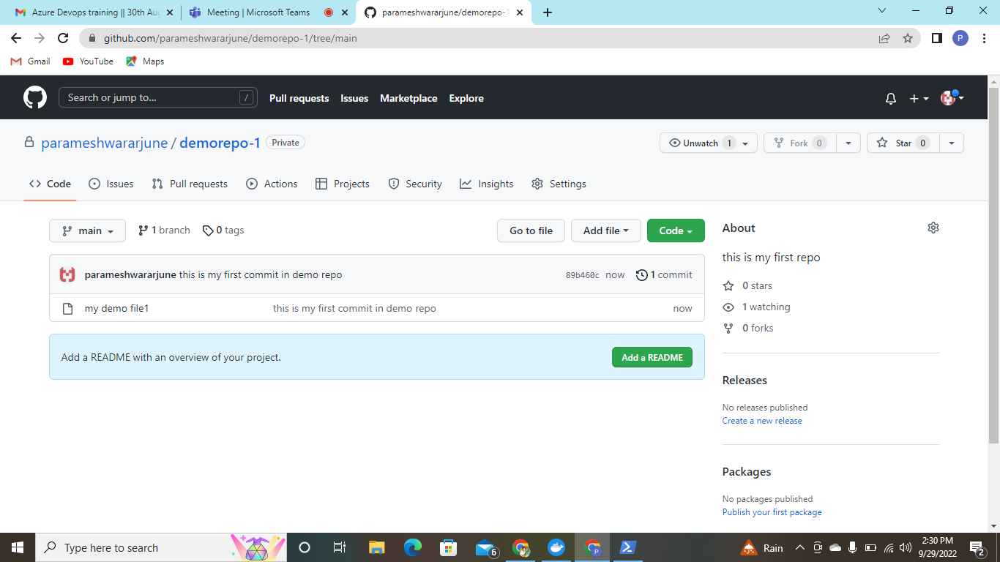 Azure Devops training || 30th Au
Meeting | Microsoft Teams
parameshwararjune/demorepo-1
github.com/parameshwararjune/demorepo-1/tree/main
P
Gmail
YouTube
Maps
Search or jump to...
/
Pull requests
Issues
Marketplace
Explore
parameshwararjune / demorepo-1
Private
Unwatch 1
Fork 0
Star 0
Code
Issues
Pull requests
Actions
Projects
Security
Insights
Settings
main
1 branch
0 tags
Go to file
Add file
Code
parameshwararjune this is my first commit in demo repo
89b460c now
1 commit
my demo file1
this is my first commit in demo repo
now
Add a README with an overview of your project.
Add a README
About
this is my first repo
0 stars
1 watching
0 forks
Releases
No releases published
Create a new release
Packages
No packages published
Publish your first package
Type here to search
6
P
Rain
2:30 PM
9/29/2022
2